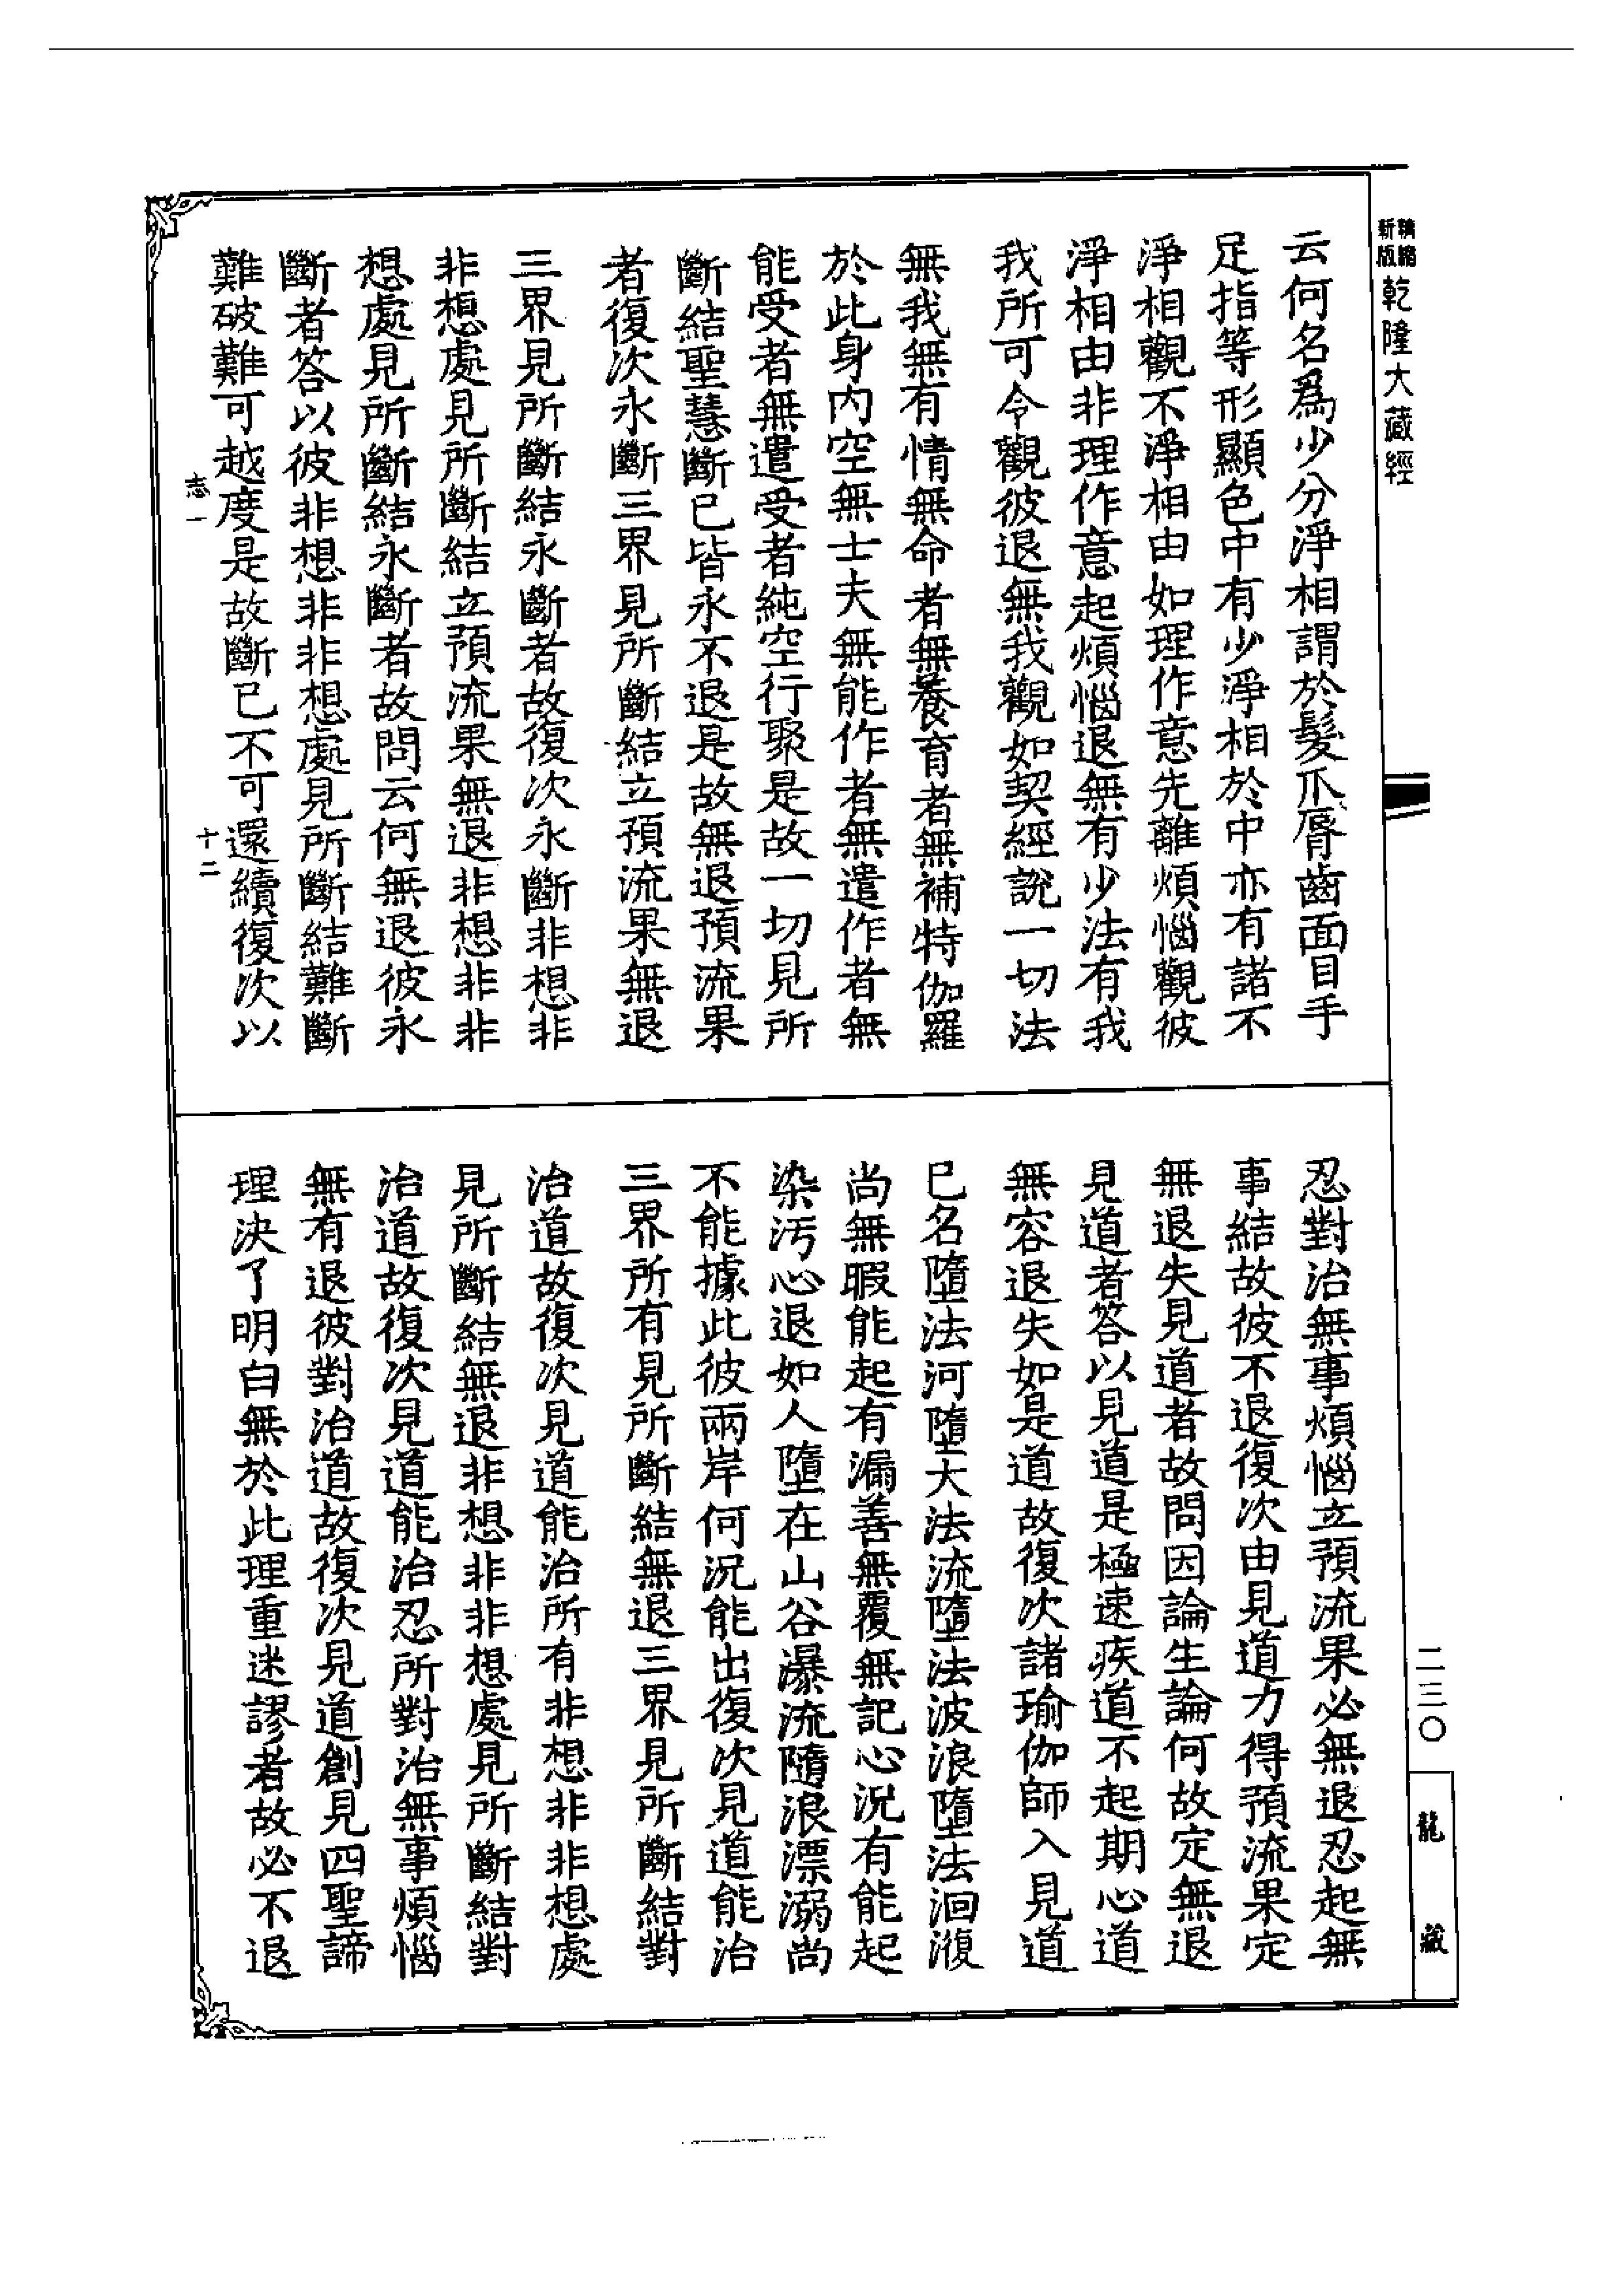 精縮新版
乾隆大藏經
云何名爲少分淨相謂於髮爪脣齒面目手
足指等形顯色中有少淨相於中亦有諸不
淨相觀不淨相由如理作意先離煩惱觀彼
淨相由非理作意起煩惱退無有少法有我
我所可令觀彼退無我觀如契經說一切法
無我無有情無命者無養育者無補特伽羅
於此身內空無士夫無能作者無遣作者無
能受者無遣受者純空行聚是故一切見所
斷結聖慧斷已皆永不退是故無退預流果
者復次永斷三界見所斷結立預流果無退
三界見所斷結永斷者故復次永斷非想非
非想處見所斷結立預流果無退非想非非
想處見所斷結永斷者故問云何無退彼永
斷者答以彼非想非非想處見所斷結難斷
難破難可越度是故斷已不可還續復次以
志一
十二
忍對治無事煩惱立預流果必無退忍起無
事結故彼不退復次由見道力得預流果定
無退失見道者故問因論生論何故定無退
見道者答以見道是極速疾道不起期心道
無容退失如是道故復次諸瑜伽師入見道
已名墮法河墮大法流墮法波浪墮法洄澓
尚無暇能起有漏善無覆無記心況有能起
染污心退如人墮在山谷瀑流隨浪漂溺尚
不能據此彼兩岸何況能出復次見道能治
三界所有見所斷結無退三界見所斷結對
治道故復次見道能治所有非想非非想處
見所斷結無退非想非非想處見所斷結對
治道故復次見道能治忍所對治無事煩惱
無有退彼對治道故復次見道創見四聖諦
理決了明白無於此理重迷謬者故必不退
二三〇
龍藏